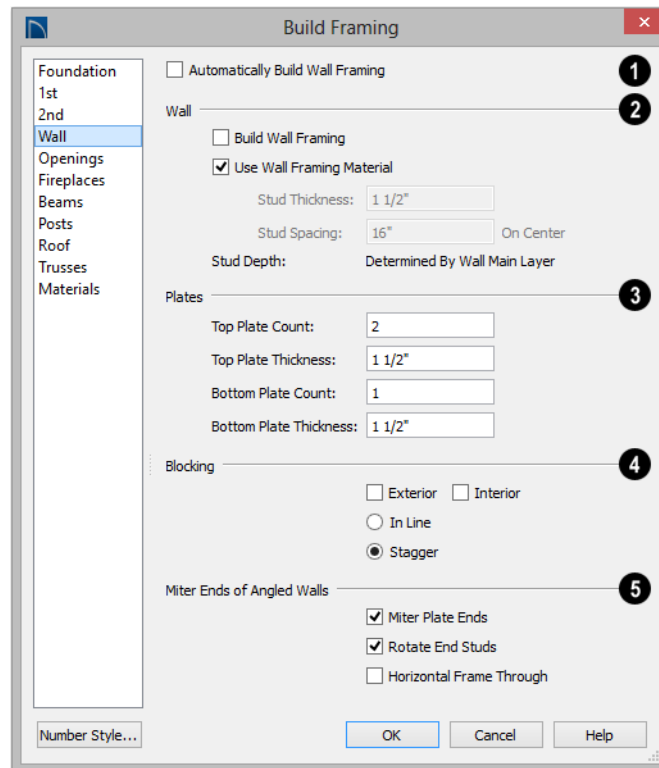 Build Framing
Foundation
1st
2nd
Wall
Openings
Fireplaces
Beams
Posts
Roof
Trusses
Materials
Automatically Build Wall Framing
1
Wall
2
Build Wall Framing
Use Wall Framing Material
Stud Thickness: 1 1/2"
Stud Spacing: 16" On Center
Stud Depth: Determined By Wall Main Layer
Plates
3
Top Plate Count: 2
Top Plate Thickness: 1 1/2"
Bottom Plate Count: 1
Bottom Plate Thickness: 1 1/2"
Blocking
4
Exterior Interior
In Line
Stagger
Miter Ends of Angled Walls
5
Miter Plate Ends
Rotate End Studs
Horizontal Frame Through
Number Style... OK Cancel Help